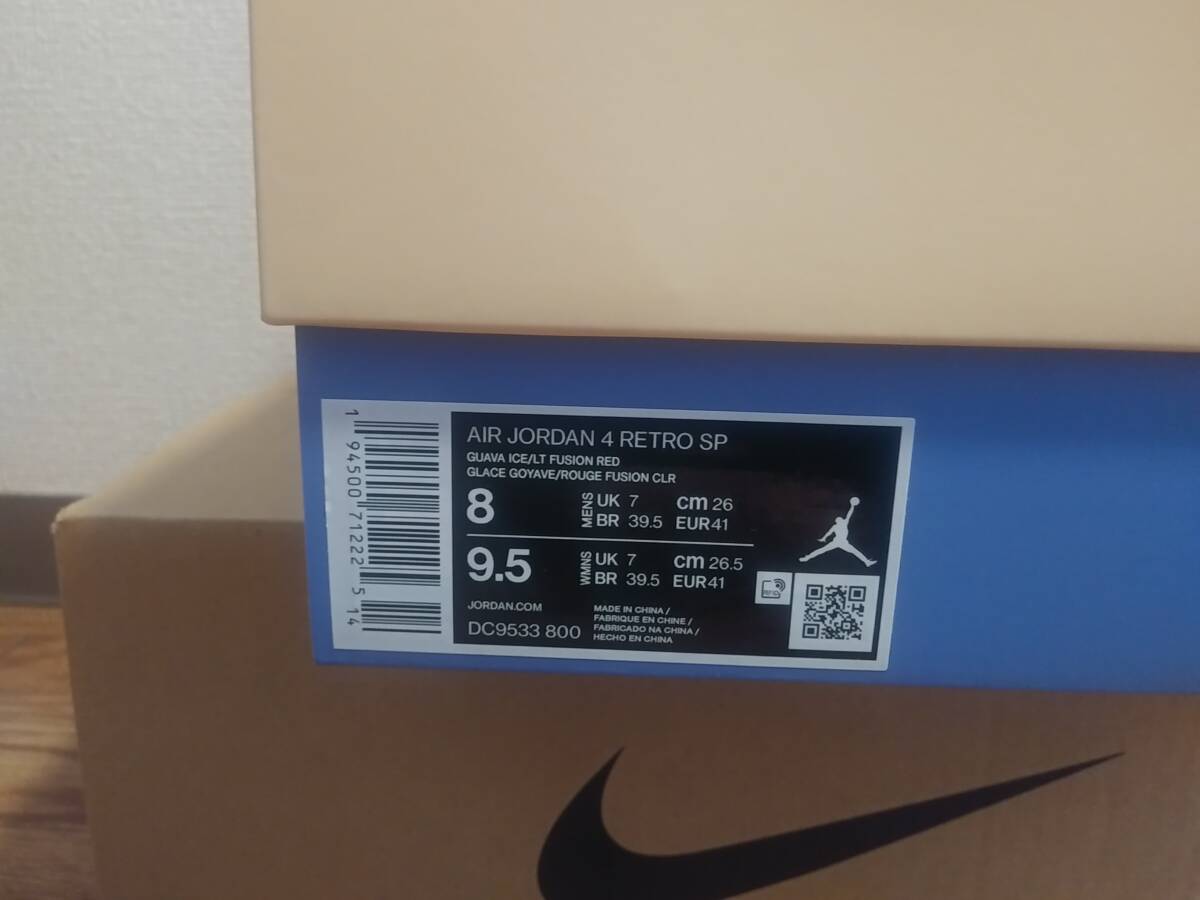 1 94500 71222 5 14
AIR JORDAN 4 RETRO SP
GUAVA ICE/LT FUSION RED
GLACE GOYAVE/ROUGE FUSION CLR
8 MENS UK 7 cm 26
BR 39.5 EUR 41
9.5 WMNS UK 7 cm 26.5
BR 39.5 EUR 41
JORDAN.COM
DC9533 800
MADE IN CHINA /
FABRIQUE EN CHINE /
FABRICADO NA CHINA /
HECHO EN CHINA
RFID